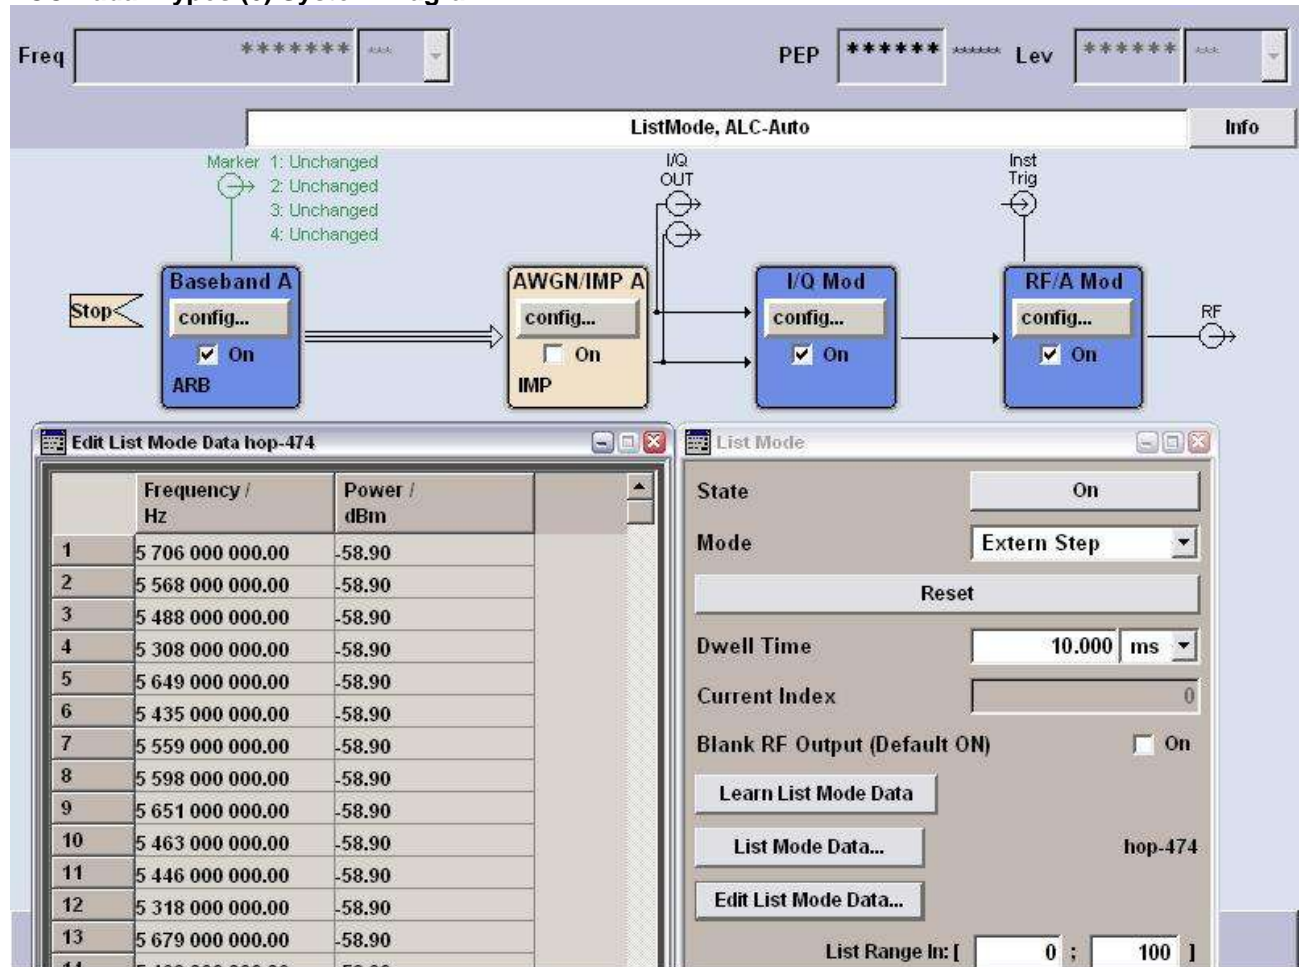 Freq ******* *** PEP ****** ****** Lev ****** ***
ListMode, ALC-Auto Info
Marker 1: Unchanged
2: Unchanged
3: Unchanged
4: Unchanged
I/Q
OUT
Inst
Trig
Stop
Baseband A
config...
On
ARB
AWGN/IMP A
config...
On
IMP
I/Q Mod
config...
On
RF/A Mod
config...
On
RF
Edit List Mode Data hop-474
Frequency / Hz Power / dBm
1 5 706 000 000.00 -58.90
2 5 568 000 000.00 -58.90
3 5 488 000 000.00 -58.90
4 5 308 000 000.00 -58.90
5 5 649 000 000.00 -58.90
6 5 435 000 000.00 -58.90
7 5 559 000 000.00 -58.90
8 5 598 000 000.00 -58.90
9 5 651 000 000.00 -58.90
10 5 463 000 000.00 -58.90
11 5 446 000 000.00 -58.90
12 5 318 000 000.00 -58.90
13 5 679 000 000.00 -58.90
List Mode
State On
Mode Extern Step
Reset
Dwell Time 10.000 ms
Current Index 0
Blank RF Output (Default ON) On
Learn List Mode Data
List Mode Data... hop-474
Edit List Mode Data...
List Range In: [ 0 ; 100 ]